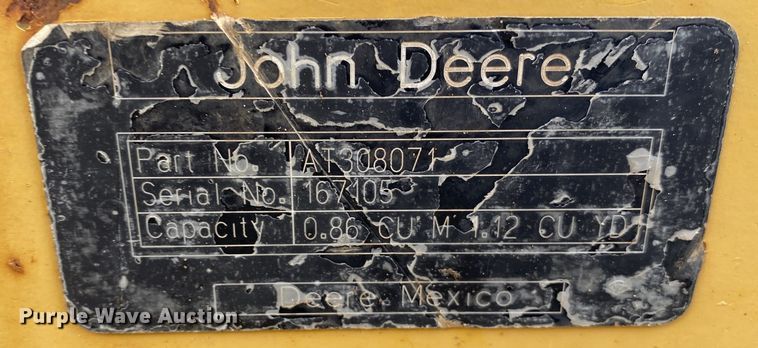 John Deere
Part No. AT308071
Serial No. 167105
Capacity 0.86 CU M 1.12 CU YD
Deere Mexico
Purple Wave Auction